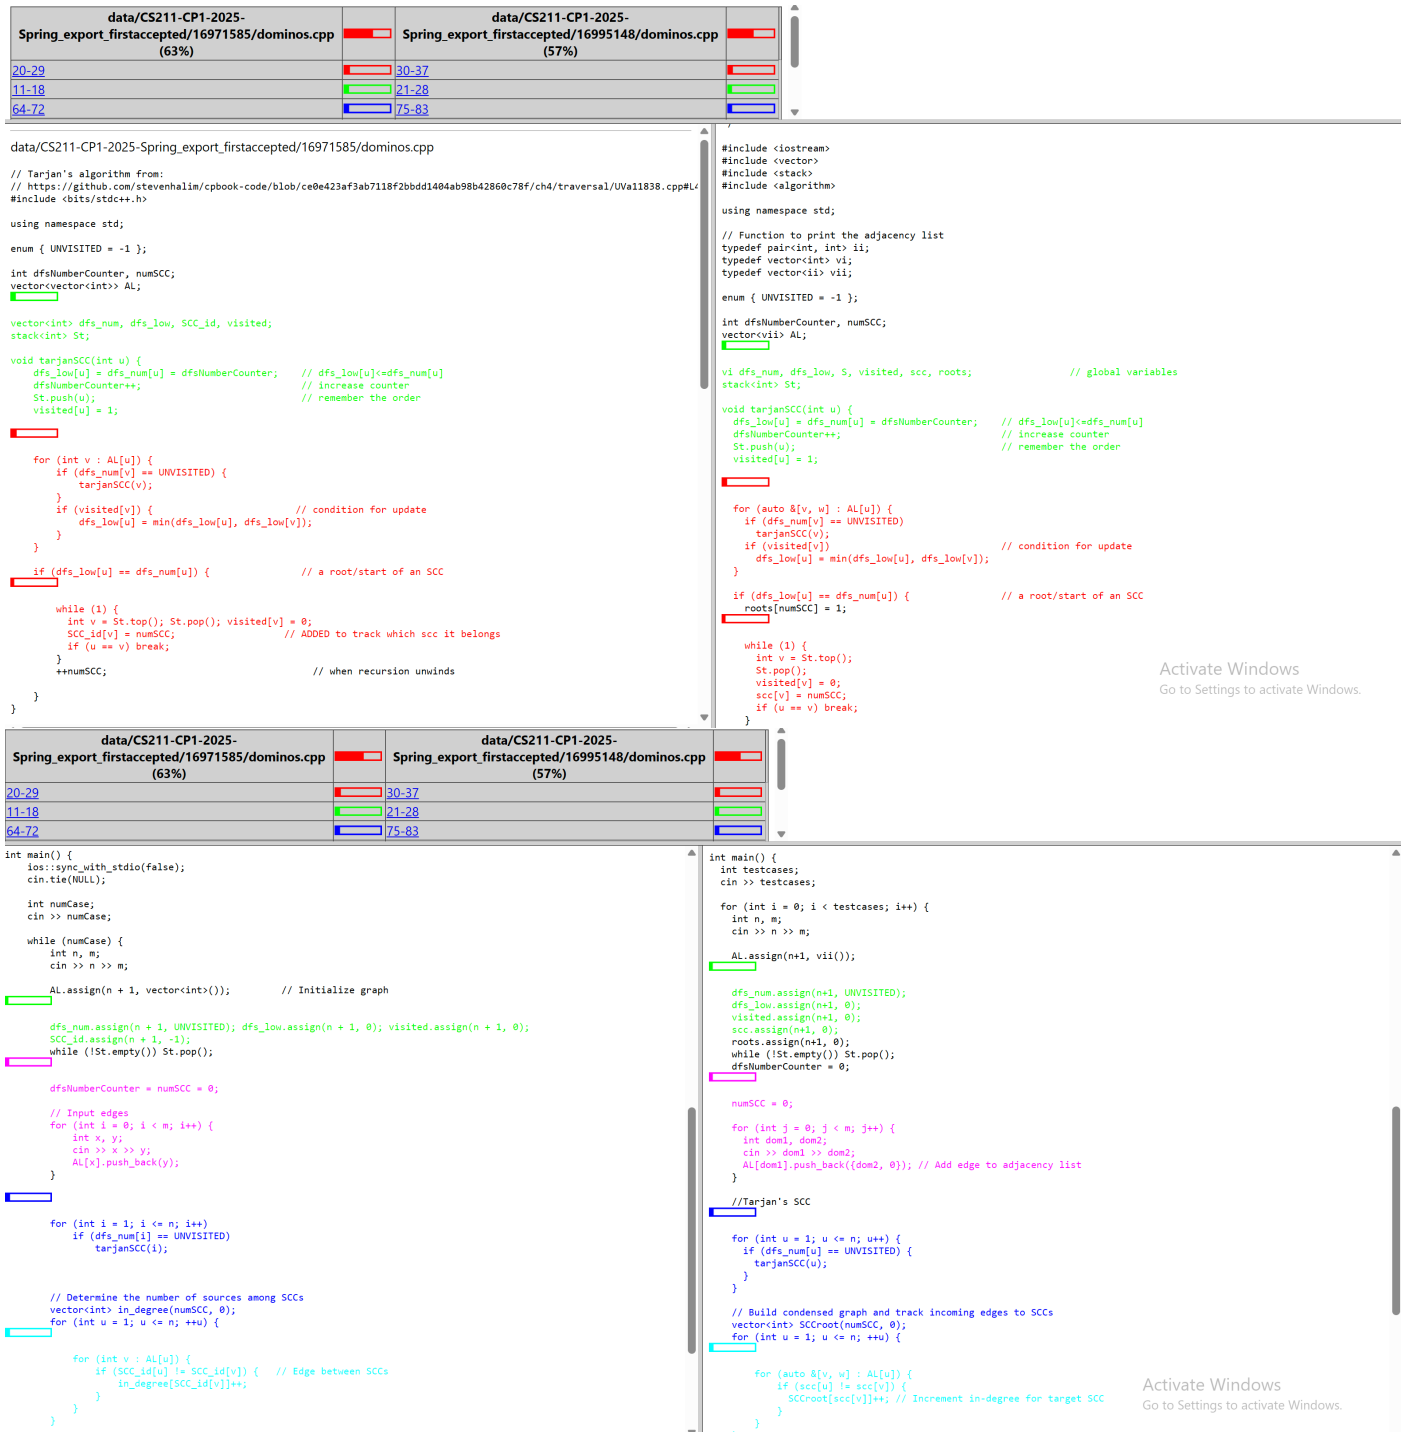 data/CS211-CP1-2025-
Spring_export_firstaccepted/16971585/dominos.cpp
(63%)
data/CS211-CP1-2025-
Spring_export_firstaccepted/16995148/dominos.cpp
(57%)
20-29
30-37
11-18
21-28
64-72
75-83
data/CS211-CP1-2025-Spring_export_firstaccepted/16971585/dominos.cpp
// Tarjan's algorithm from:
// https://github.com/stevenhalim/cpbook-code/blob/ce0e423af3ab7118f2bbdd1404ab98b42860c78f/ch4/traversal/UVa11838.cpp#L4
#include <bits/stdc++.h>
using namespace std;
enum { UNVISITED = -1 };
int dfsNumberCounter, numSCC;
vector<vector<int>> AL;
vector<int> dfs_num, dfs_low, SCC_id, visited;
stack<int> St;
void tarjanSCC(int u) {
dfs_low[u] = dfs_num[u] = dfsNumberCounter; // dfs_low[u]<=dfs_num[u]
dfsNumberCounter++; // increase counter
St.push(u); // remember the order
visited[u] = 1;
for (int v : AL[u]) {
if (dfs_num[v] == UNVISITED) {
tarjanSCC(v);
}
if (visited[v]) { // condition for update
dfs_low[u] = min(dfs_low[u], dfs_low[v]);
}
}
if (dfs_low[u] == dfs_num[u]) { // a root/start of an SCC
while (1) {
int v = St.top(); St.pop(); visited[v] = 0;
SCC_id[v] = numSCC; // ADDED to track which scc it belongs
if (u == v) break;
}
++numSCC; // when recursion unwinds
}
}
#include <iostream>
#include <vector>
#include <stack>
#include <algorithm>
using namespace std;
// Function to print the adjacency list
typedef pair<int, int> ii;
typedef vector<int> vi;
typedef vector<ii> vii;
enum { UNVISITED = -1 };
int dfsNumberCounter, numSCC;
vector<vii> AL;
vi dfs_num, dfs_low, S, visited, scc, roots; // global variables
stack<int> St;
void tarjanSCC(int u) {
dfs_low[u] = dfs_num[u] = dfsNumberCounter; // dfs_low[u]<=dfs_num[u]
dfsNumberCounter++; // increase counter
St.push(u); // remember the order
visited[u] = 1;
for (auto &[v, w] : AL[u]) {
if (dfs_num[v] == UNVISITED)
tarjanSCC(v);
if (visited[v]) // condition for update
dfs_low[u] = min(dfs_low[u], dfs_low[v]);
}
if (dfs_low[u] == dfs_num[u]) { // a root/start of an SCC
roots[numSCC] = 1;
while (1) {
int v = St.top();
St.pop();
visited[v] = 0;
scc[v] = numSCC;
if (u == v) break;
}
Activate Windows
Go to Settings to activate Windows.
data/CS211-CP1-2025-
Spring_export_firstaccepted/16971585/dominos.cpp
(63%)
data/CS211-CP1-2025-
Spring_export_firstaccepted/16995148/dominos.cpp
(57%)
20-29
30-37
11-18
21-28
64-72
75-83
int main() {
ios::sync_with_stdio(false);
cin.tie(NULL);
int numCase;
cin >> numCase;
while (numCase) {
int n, m;
cin >> n >> m;
AL.assign(n + 1, vector<int>()); // Initialize graph
dfs_num.assign(n + 1, UNVISITED); dfs_low.assign(n + 1, 0); visited.assign(n + 1, 0);
SCC_id.assign(n + 1, -1);
while (!St.empty()) St.pop();
dfsNumberCounter = numSCC = 0;
// Input edges
for (int i = 0; i < m; i++) {
int x, y;
cin >> x >> y;
AL[x].push_back(y);
}
for (int i = 1; i <= n; i++)
if (dfs_num[i] == UNVISITED)
tarjanSCC(i);
// Determine the number of sources among SCCs
vector<int> in_degree(numSCC, 0);
for (int u = 1; u <= n; ++u) {
for (int v : AL[u]) {
if (SCC_id[u] != SCC_id[v]) { // Edge between SCCs
in_degree[SCC_id[v]]++;
}
}
}
int main() {
int testcases;
cin >> testcases;
for (int i = 0; i < testcases; i++) {
int n, m;
cin >> n >> m;
AL.assign(n+1, vii());
dfs_num.assign(n+1, UNVISITED);
dfs_low.assign(n+1, 0);
visited.assign(n+1, 0);
scc.assign(n+1, 0);
roots.assign(n+1, 0);
while (!St.empty()) St.pop();
dfsNumberCounter = 0;
numSCC = 0;
for (int j = 0; j < m; j++) {
int dom1, dom2;
cin >> dom1 >> dom2;
AL[dom1].push_back({dom2, 0}); // Add edge to adjacency list
}
//Tarjan's SCC
for (int u = 1; u <= n; u++) {
if (dfs_num[u] == UNVISITED) {
tarjanSCC(u);
}
}
// Build condensed graph and track incoming edges to SCCs
vector<int> SCCroot(numSCC, 0);
for (int u = 1; u <= n; ++u) {
for (auto &[v, w] : AL[u]) {
if (scc[u] != scc[v]) {
SCCroot[scc[v]]++; // Increment in-degree for target SCC
}
}
Activate Windows
Go to Settings to activate Windows.